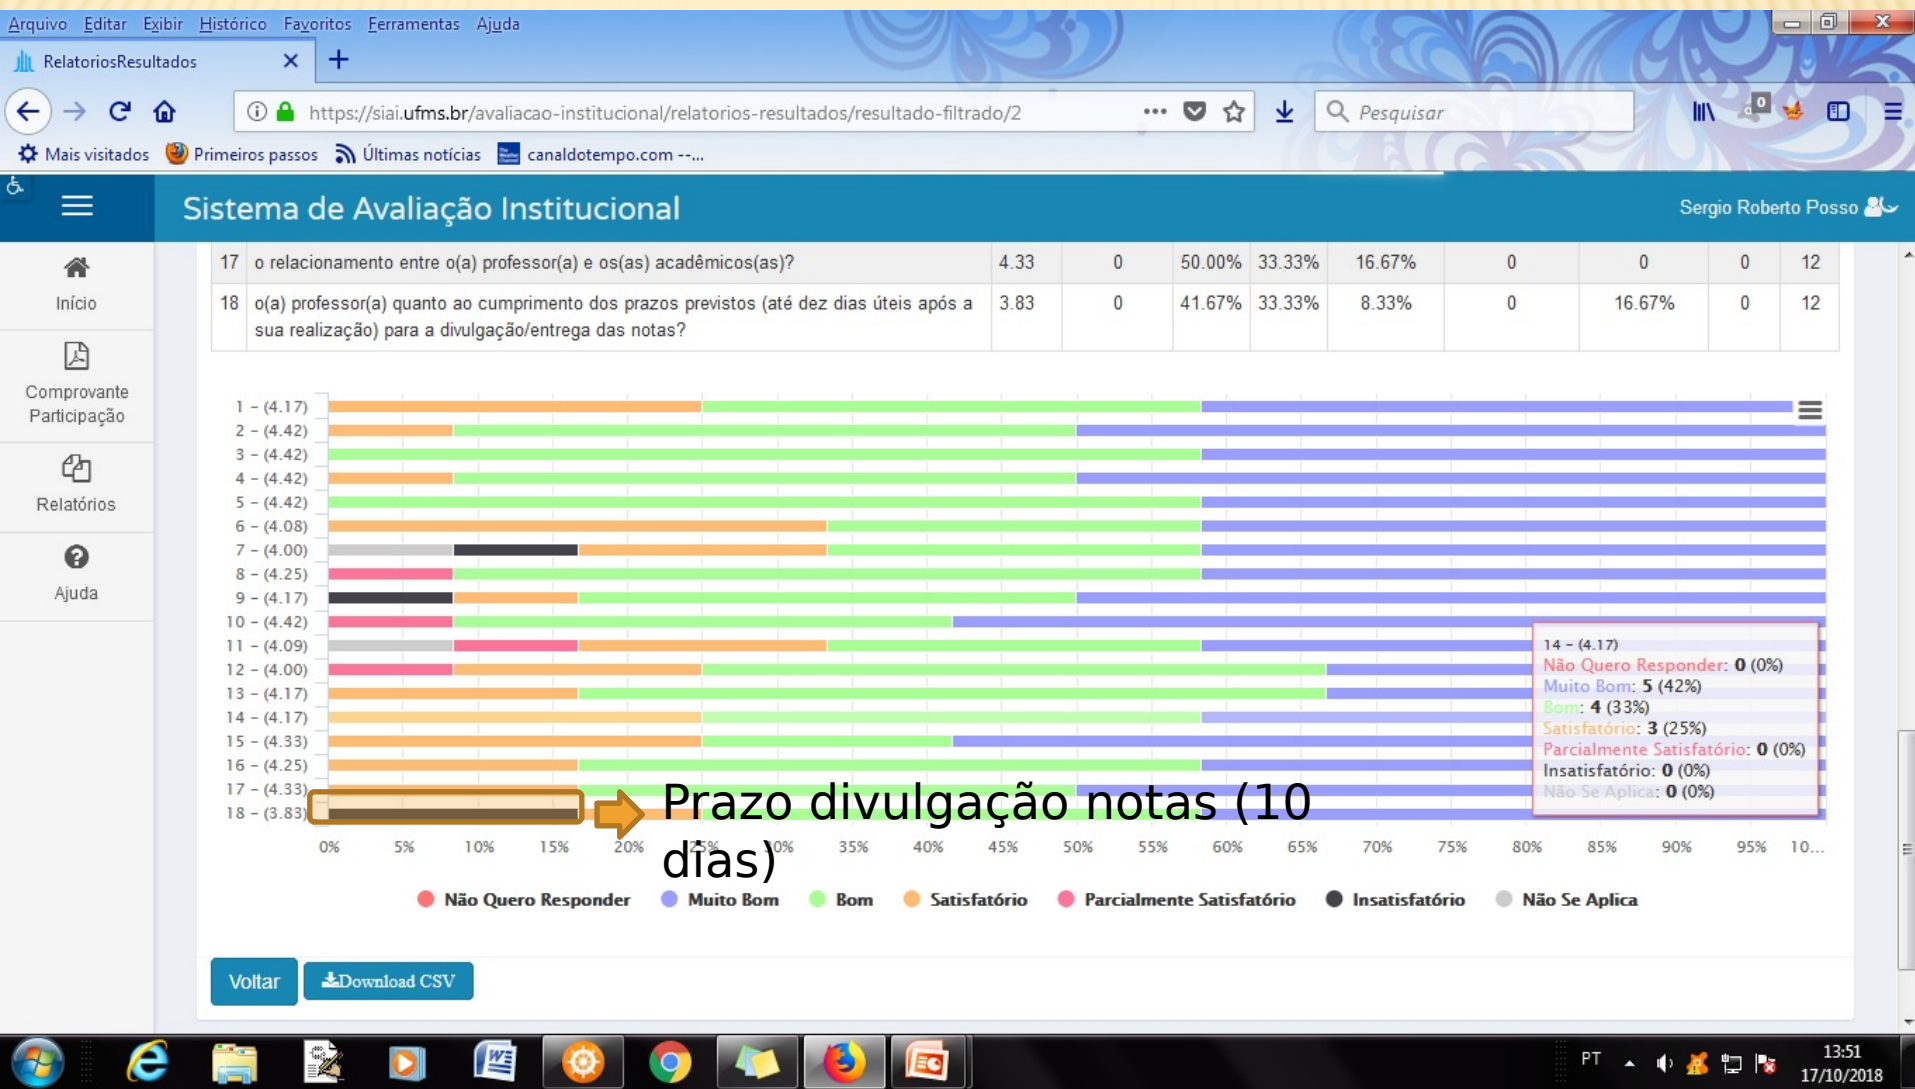 Arquivo Editar Exibir Histórico Favoritos Ferramentas Ajuda
RelatoriosResultados
https://siai.ufms.br/avaliacao-institucional/relatorios-resultados/resultado-filtrado/2
Pesquisar
0
Mais visitados Primeiros passos Últimas notícias canaldotempo.com --...
Sistema de Avaliação Institucional
Sergio Roberto Posso
Início
Comprovante
Participação
Relatórios
Ajuda
17 o relacionamento entre o(a) professor(a) e os(as) acadêmicos(as)? 4.33 0 50.00% 33.33% 16.67% 0 0 0 12
18 o(a) professor(a) quanto ao cumprimento dos prazos previstos (até dez dias úteis após a 3.83 0 41.67% 33.33% 8.33% 0 16.67% 0 12
sua realização) para a divulgação/entrega das notas?
1 - (4.17)
2 - (4.42)
3 - (4.42)
4 - (4.42)
5 - (4.42)
6 - (4.08)
7 - (4.00)
8 - (4.25)
9 - (4.17)
10 - (4.42)
11 - (4.09)
12 - (4.00)
13 - (4.17)
14 - (4.17)
15 - (4.33)
16 - (4.25)
17 - (4.33)
18 - (3.83)
14 - (4.17)
Não Quero Responder: 0 (0%)
Muito Bom: 5 (42%)
Bom: 4 (33%)
Satisfatório: 3 (25%)
Parcialmente Satisfatório: 0 (0%)
Insatisfatório: 0 (0%)
Não Se Aplica: 0 (0%)
Prazo divulgação notas (10
dias)
0% 5% 10% 15% 20% 25% 30% 35% 40% 45% 50% 55% 60% 65% 70% 75% 80% 85% 90% 95% 10...
Não Quero Responder Muito Bom Bom Satisfatório Parcialmente Satisfatório Insatisfatório Não Se Aplica
Voltar Download CSV
PT
13:51
17/10/2018